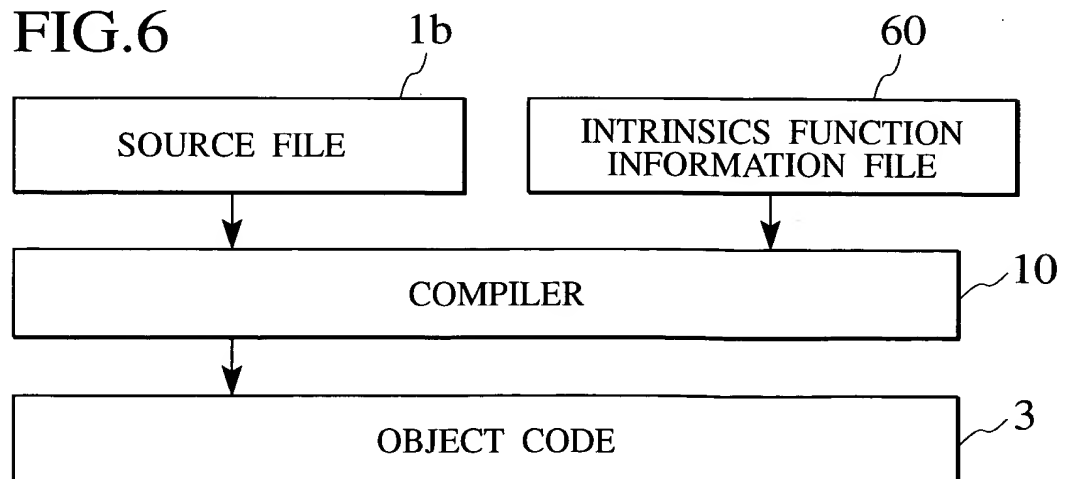 FIG.6
1b
60
SOURCE FILE
INTRINSICS FUNCTION
INFORMATION FILE
COMPILER
10
OBJECT CODE
3